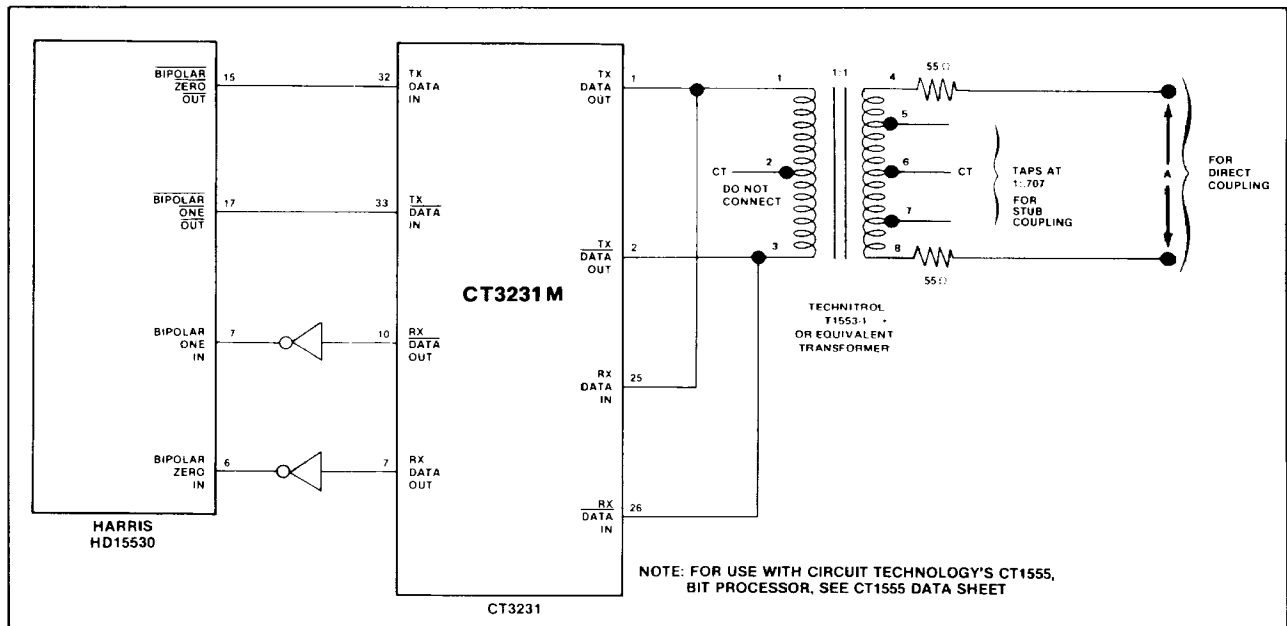 BIPOLAR
ZERO
OUT
15
32
TX
DATA
IN
BIPOLAR
ONE
OUT
17
33
TX
DATA
IN
BIPOLAR
ONE
IN
7
10
RX
DATA
OUT
BIPOLAR
ZERO
IN
6
7
RX
DATA
OUT
HARRIS
HD15530
CT3231M
CT3231
TX
DATA
OUT
1
TX
DATA
OUT
2
RX
DATA
IN
25
RX
DATA
IN
26
1
1:1
4
55Ω
CT
2
DO NOT
CONNECT
3
5
6
CT
7
8
55Ω
TAPS AT
1:.707
FOR
STUB
COUPLING
A
FOR
DIRECT
COUPLING
TECHNITROL
T1553-1
OR EQUIVALENT
TRANSFORMER
NOTE: FOR USE WITH CIRCUIT TECHNOLOGY'S CT1555,
BIT PROCESSOR, SEE CT1555 DATA SHEET